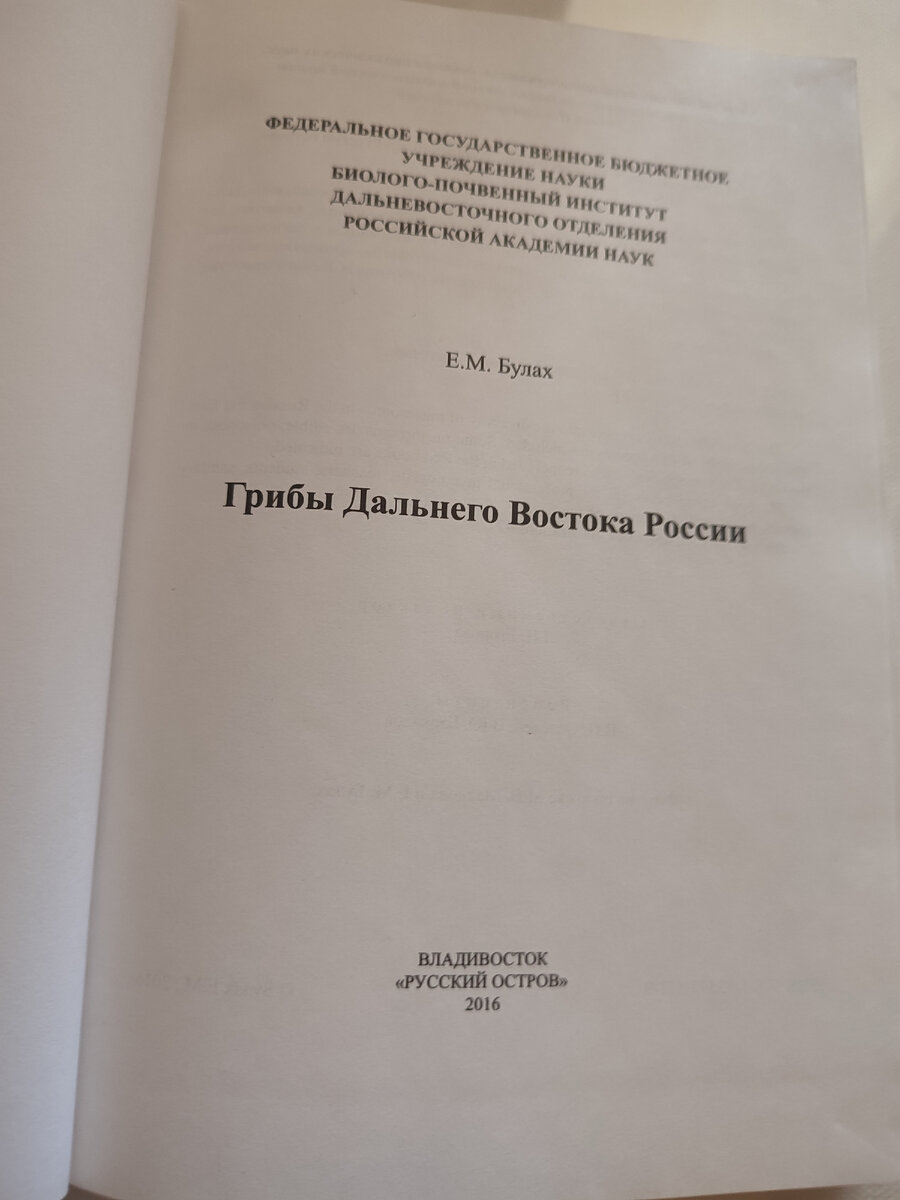 ФЕДЕРАЛЬНОЕ ГОСУДАРСТВЕННОЕ БЮДЖЕТНОЕ
УЧРЕЖДЕНИЕ НАУКИ
БИОЛОГО-ПОЧВЕННЫЙ ИНСТИТУТ
ДАЛЬНЕВОСТОЧНОГО ОТДЕЛЕНИЯ
РОССИЙСКОЙ АКАДЕМИИ НАУК
Е.М. Булах
Грибы Дальнего Востока России
ВЛАДИВОСТОК
«РУССКИЙ ОСТРОВ»
2016